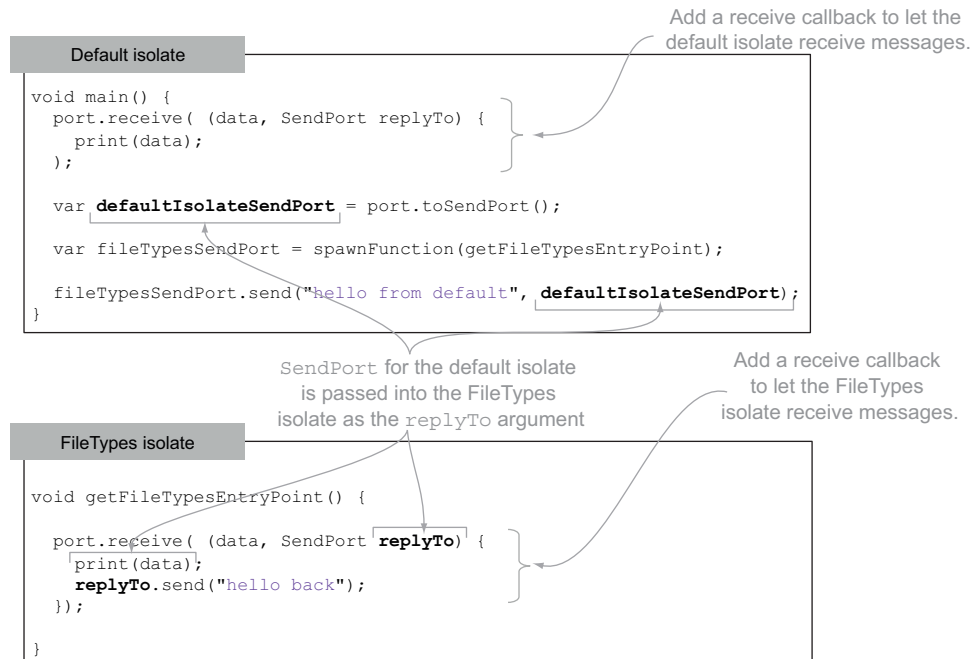 Add a receive callback to let the
default isolate receive messages.
Default isolate
void main() {
  port.receive( (data, SendPort replyTo) {
    print(data);
  );
  var defaultIsolateSendPort = port.toSendPort();
  var fileTypesSendPort = spawnFunction(getFileTypesEntryPoint);
  fileTypesSendPort.send("hello from default", defaultIsolateSendPort);
}
SendPort for the default isolate
is passed into the FileTypes
isolate as the replyTo argument
Add a receive callback
to let the FileTypes
isolate receive messages.
FileTypes isolate
void getFileTypesEntryPoint() {
  port.receive( (data, SendPort replyTo) {
    print(data);
    replyTo.send("hello back");
  });
}